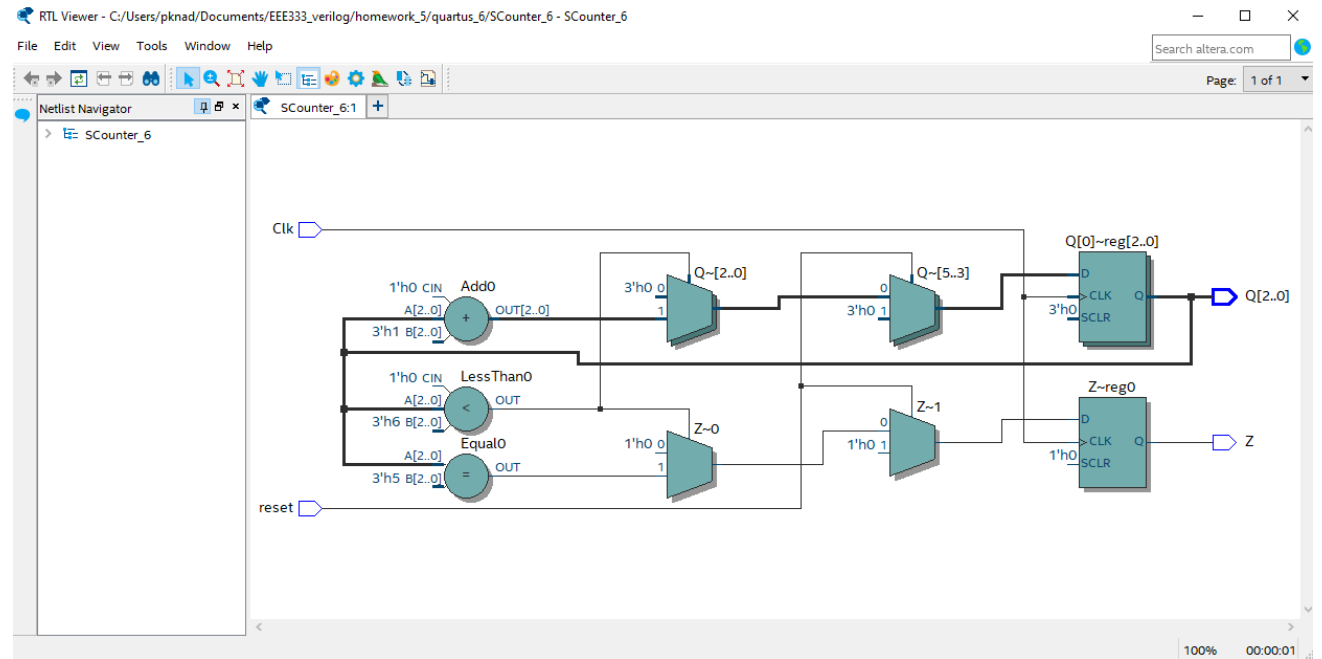 RTL Viewer - C:/Users/pknad/Documents/EEE333_verilog/homework_5/quartus_6/SCounter_6 - SCounter_6
File Edit View Tools Window Help
Search altera.com
Page: 1 of 1
Netlist Navigator
SCounter_6:1
SCounter_6
Clk
Q[0]~reg[2..0]
Q~[2..0]
Q~[5..3]
1'h0 CIN Add0
A[2..0] OUT[2..0]
+
3'h1 B[2..0]
3'h0 0
1
0
3'h0 1
D
CLK Q
3'h0 SCLR
Q[2..0]
1'h0 CIN LessThan0
A[2..0] OUT
<
3'h6 B[2..0]
Equal0
A[2..0] OUT
=
3'h5 B[2..0]
Z~0
1'h0 0
1
Z~1
0
1'h0 1
Z~reg0
D
CLK Q
1'h0 SCLR
Z
reset
100% 00:00:01